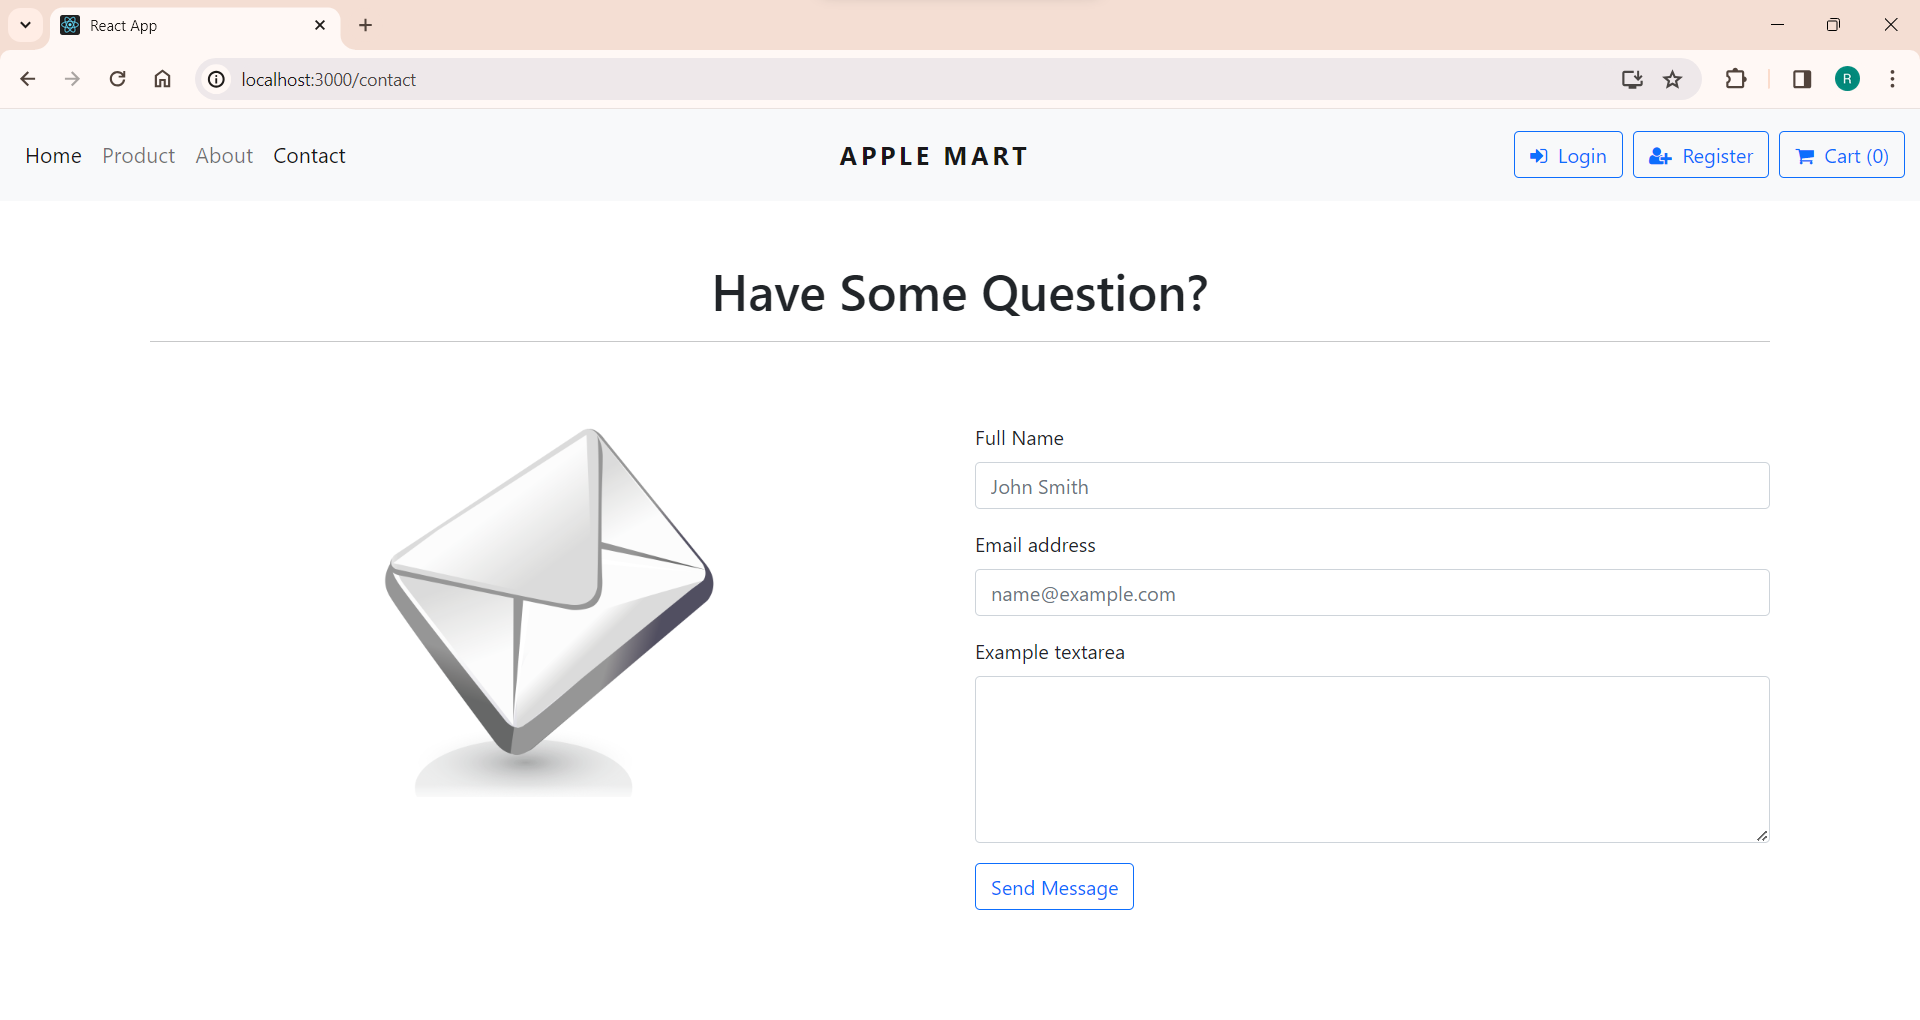 React App
localhost:3000/contact
R
Home Product About Contact
APPLE MART
Login Register Cart (0)
Have Some Question?
Full Name
John Smith
Email address
name@example.com
Example textarea
Send Message